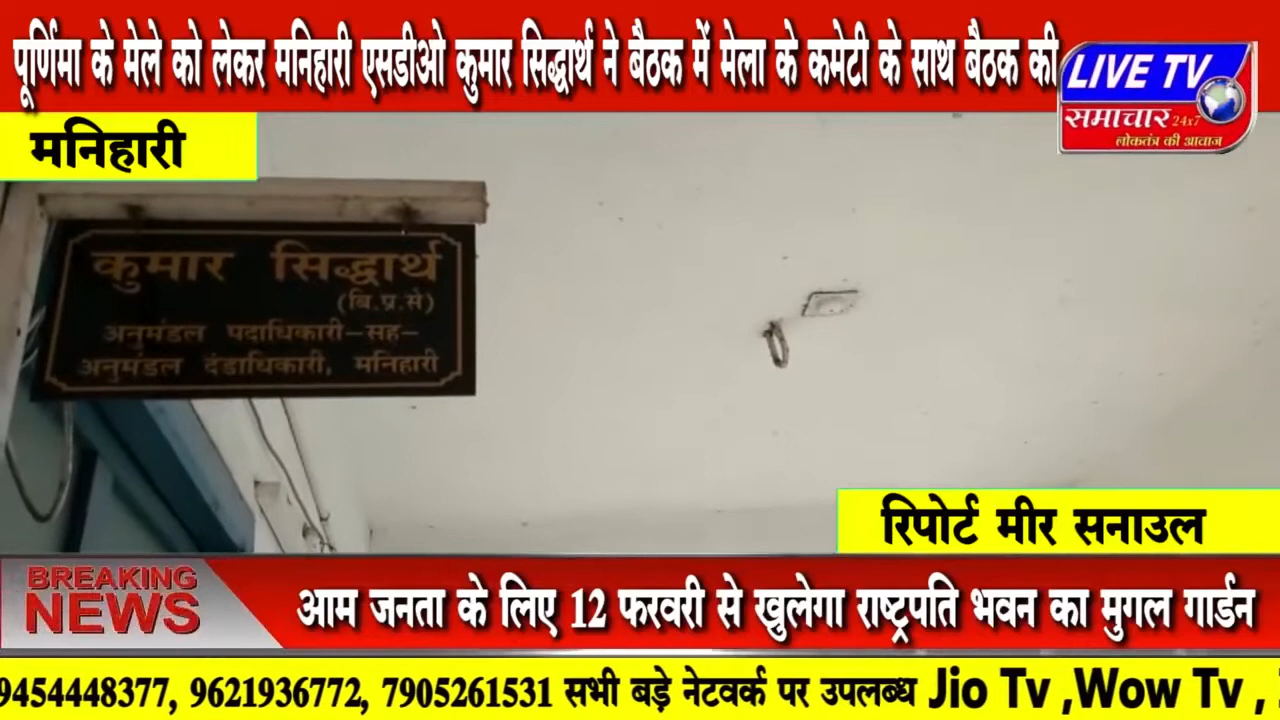 पूर्णिमा के मेले को लेकर मनिहारी एसडीओ कुमार सिद्धार्थ ने बैठक में मेला के कमेटी के साथ बैठक की
LIVE TV
समाचार 24x7
लोकतंत्र की आवाज
मनिहारी
कुमार सिद्धार्थ
(बि.प्र.से)
अनुमंडल पदाधिकारी-सह-
अनुमंडल दंडाधिकारी, मनिहारी
रिपोर्ट मीर सनाउल
BREAKING
NEWS
आम जनता के लिए 12 फरवरी से खुलेगा राष्ट्रपति भवन का मुगल गार्डन
9454448377, 9621936772, 7905261531 सभी बड़े नेटवर्क पर उपलब्ध Jio Tv ,Wow Tv ,